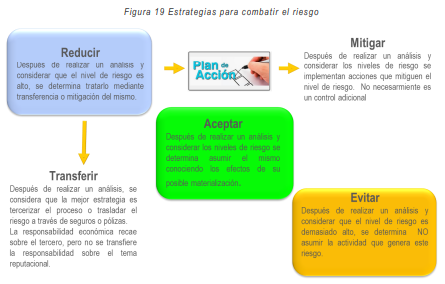 Figura 19 Estrategias para combatir el riesgo
Reducir
Despues de realizar un analisis y
considerar que el nivel de riesgo es
alto, se determina tratarlo mediante
transferencia o mitigación del mismo.
Plan de
Acción
Mitigar
Después de realizar un análisis y
considerar los niveles de riesgo se
implementan acciones que mitiguen el
nivel de riesgo. No necesariamente es
un control adicional
Aceptar
Después de realizar un análisis y
considerar los niveles de riesgo se
determina asumir el mismo
conociendo los efectos de su
posible materialización.
Transferir
Después de realizar un análisis, se
considera que la mejor estrategia es
tercerizar el proceso o trasladar el
riesgo a través de seguros o pólizas.
La responsabilidad económica recae
sobre el tercero, pero no se transfiere
la responsabilidad sobre el tema
reputacional.
Evitar
Después de realizar un análisis y
considerar que el nivel de riesgo es
demasiado alto, se determina NO
asumir la actividad que genera este
riesgo.